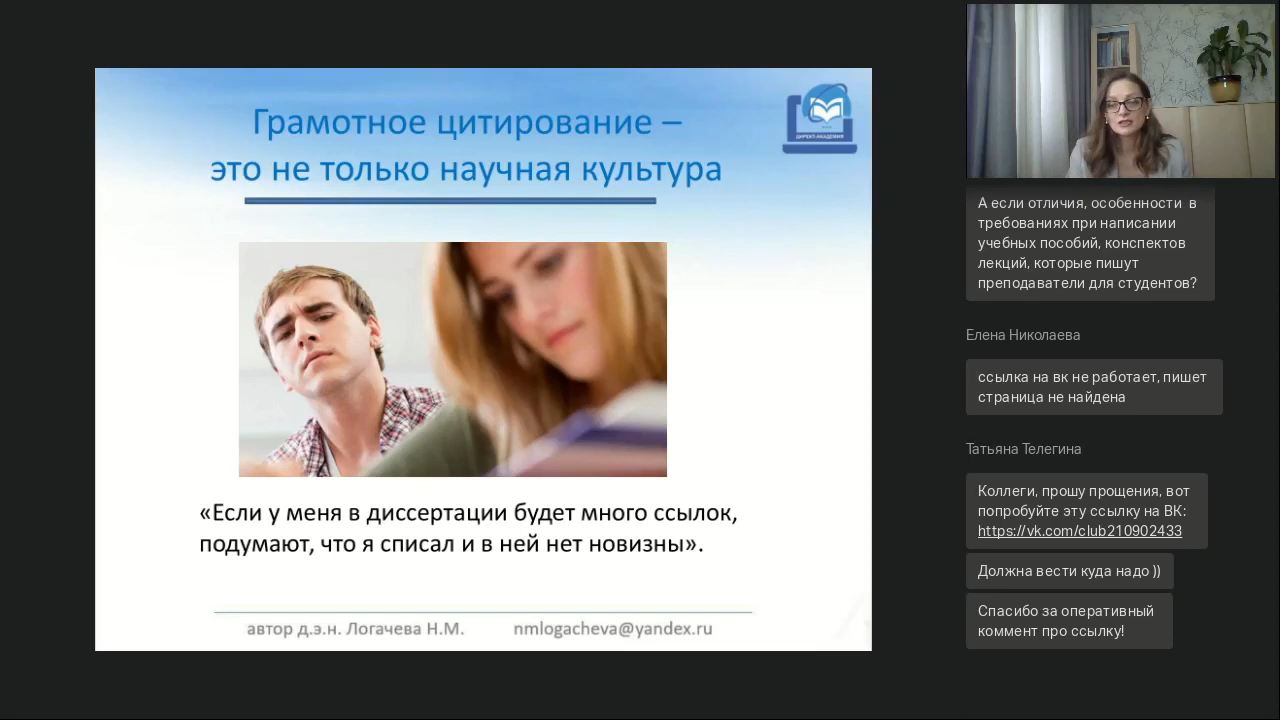 Грамотное цитирование –
это не только научная культура
ДИРЕКТ-АКАДЕМИЯ
«Если у меня в диссертации будет много ссылок,
подумают, что я списал и в ней нет новизны».
автор д.э.н. Логачева Н.М. nmlogacheva@yandex.ru
А если отличия, особенности в
требованиях при написании
учебных пособий, конспектов
лекций, которые пишут
преподаватели для студентов?
Елена Николаева
ссылка на вк не работает, пишет
страница не найдена
Татьяна Телегина
Коллеги, прошу прощения, вот
попробуйте эту ссылку на ВК:
https://vk.com/club210902433
Должна вести куда надо ))
Спасибо за оперативный
коммент про ссылку!